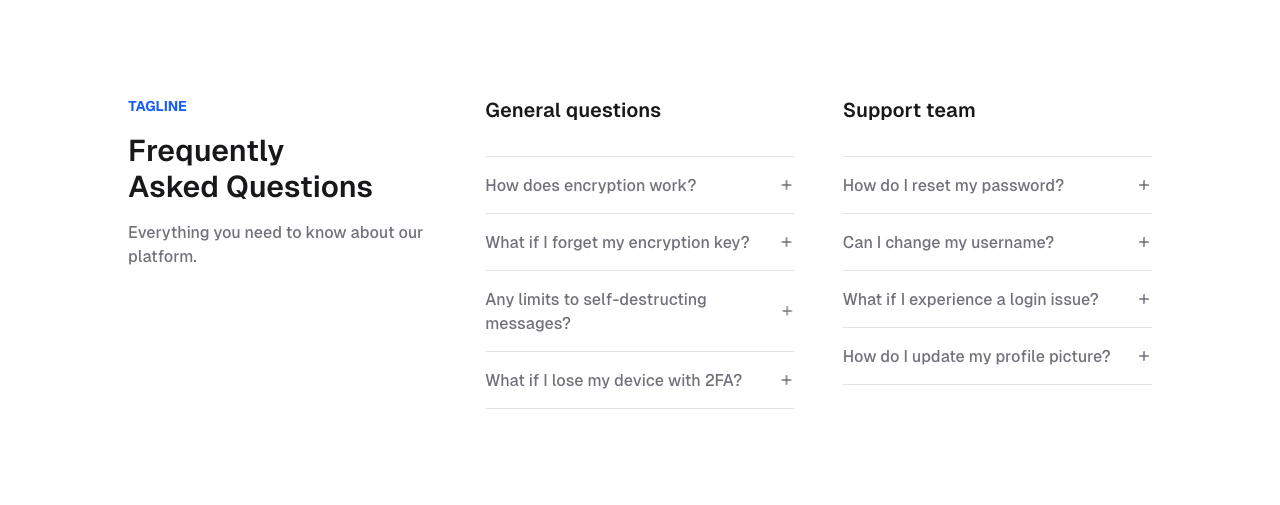 TAGLINE
Frequently
Asked Questions
Everything you need to know about our
platform.
General questions
How does encryption work?
What if I forget my encryption key?
Any limits to self-destructing
messages?
What if I lose my device with 2FA?
Support team
How do I reset my password?
Can I change my username?
What if I experience a login issue?
How do I update my profile picture?